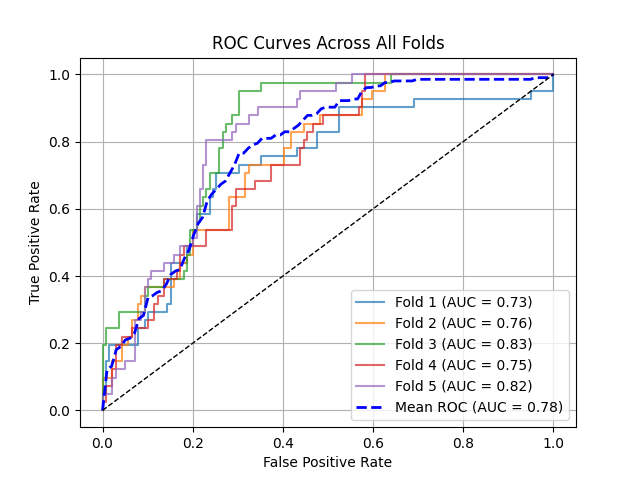 ROC Curves Across All Folds
True Positive Rate
1.0
0.8
0.6
0.4
0.2
0.0
0.0 0.2 0.4 0.6 0.8 1.0
False Positive Rate
Fold 1 (AUC = 0.73)
Fold 2 (AUC = 0.76)
Fold 3 (AUC = 0.83)
Fold 4 (AUC = 0.75)
Fold 5 (AUC = 0.82)
Mean ROC (AUC = 0.78)